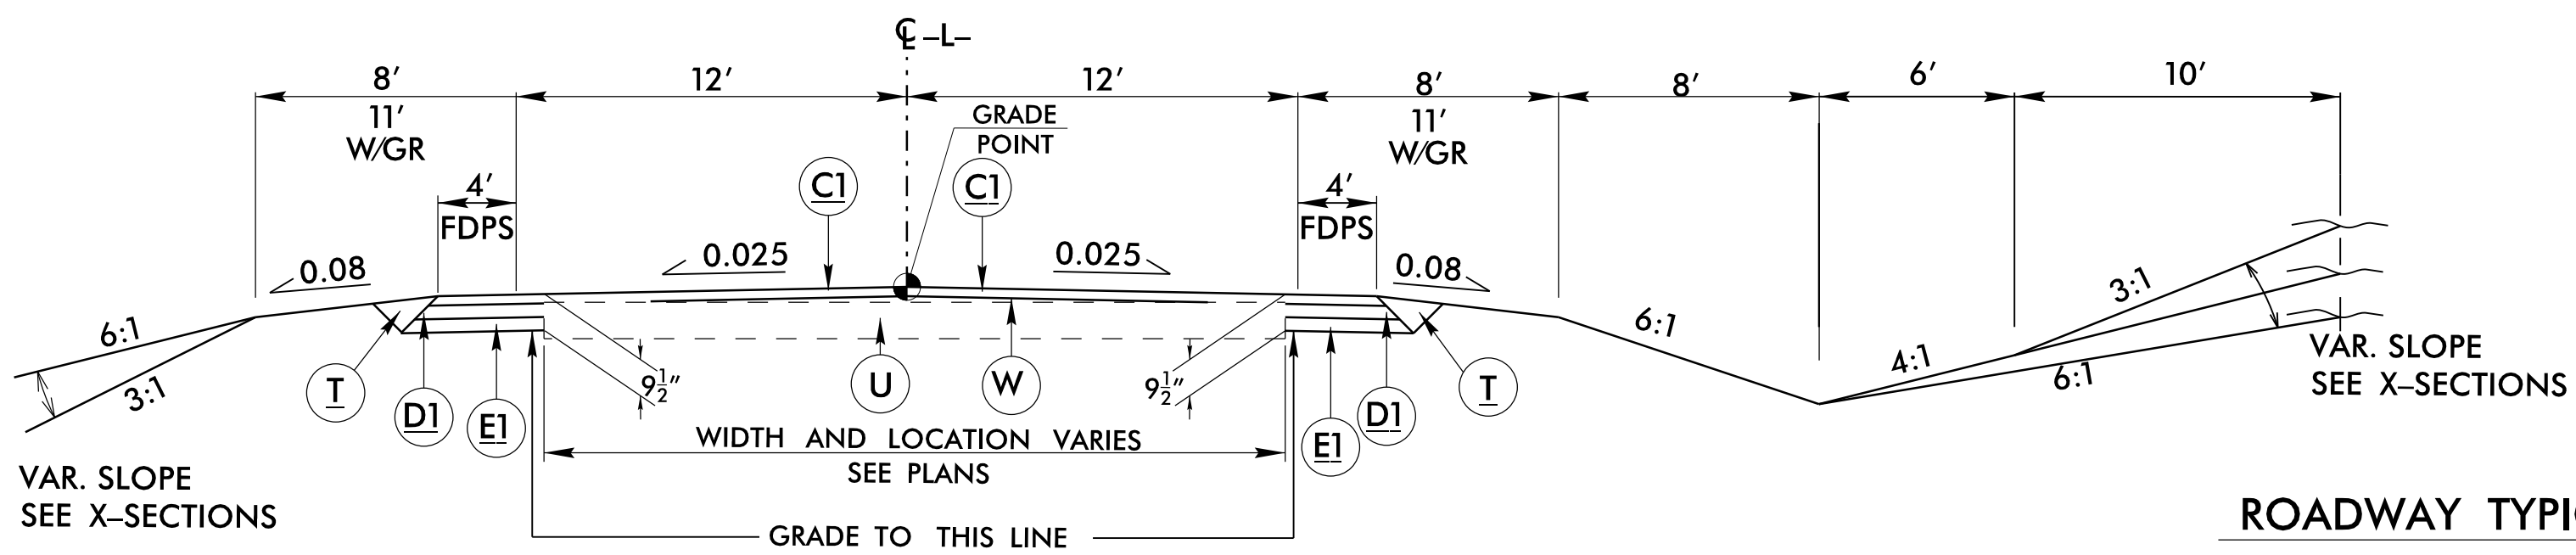 ℄ –L–
8' 12' 12' 8' 8' 6' 10'
11'
W/GR
GRADE
POINT
11'
W/GR
4'
FDPS
C1
C1
4'
FDPS
0.08
0.025
0.025
0.08
6:1
3:1
6:1
4:1
3:1
6:1
T
D1
E1
9½"
U
W
9½"
E1
D1
T
VAR. SLOPE
SEE X–SECTIONS
WIDTH AND LOCATION VARIES
SEE PLANS
VAR. SLOPE
SEE X–SECTIONS
GRADE TO THIS LINE
ROADWAY